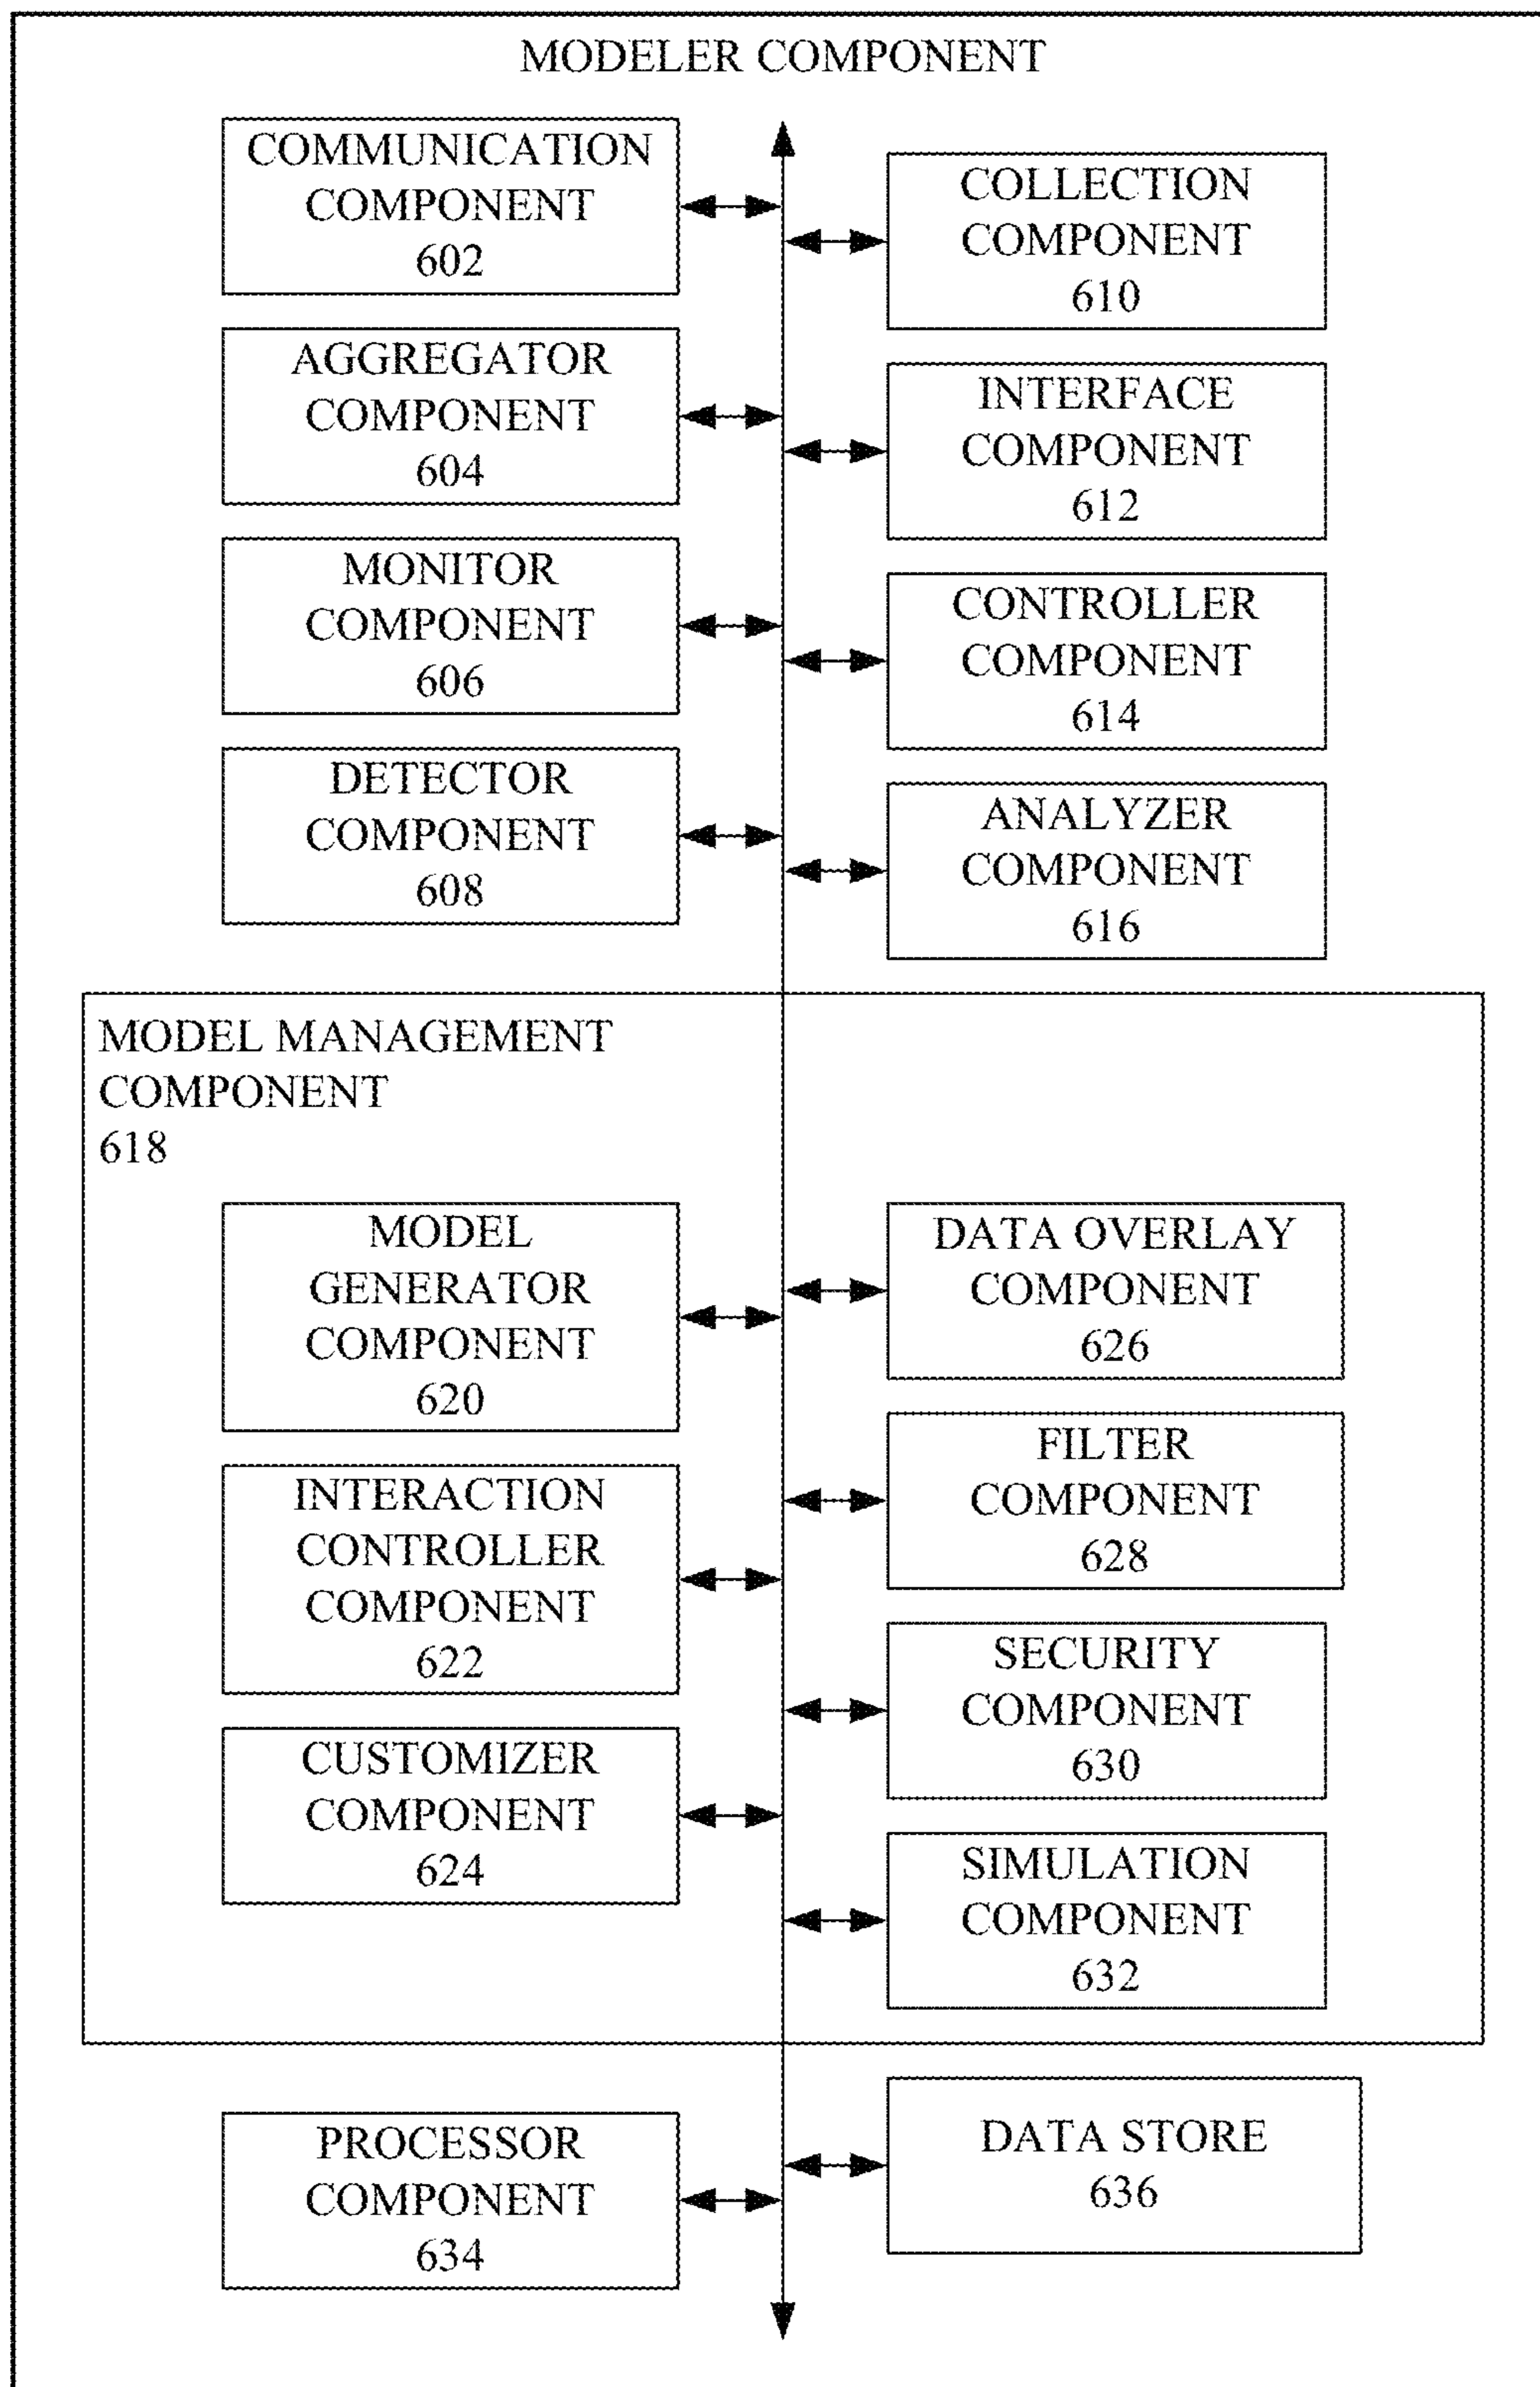 MODELER COMPONENT
COMMUNICATION
COMPONENT
602
AGGREGATOR
COMPONENT
604
MONITOR
COMPONENT
606
DETECTOR
COMPONENT
608
COLLECTION
COMPONENT
610
INTERFACE
COMPONENT
612
CONTROLLER
COMPONENT
614
ANALYZER
COMPONENT
616
MODEL MANAGEMENT
COMPONENT
618
MODEL
GENERATOR
COMPONENT
620
INTERACTION
CONTROLLER
COMPONENT
622
CUSTOMIZER
COMPONENT
624
DATA OVERLAY
COMPONENT
626
FILTER
COMPONENT
628
SECURITY
COMPONENT
630
SIMULATION
COMPONENT
632
PROCESSOR
COMPONENT
634
DATA STORE
636